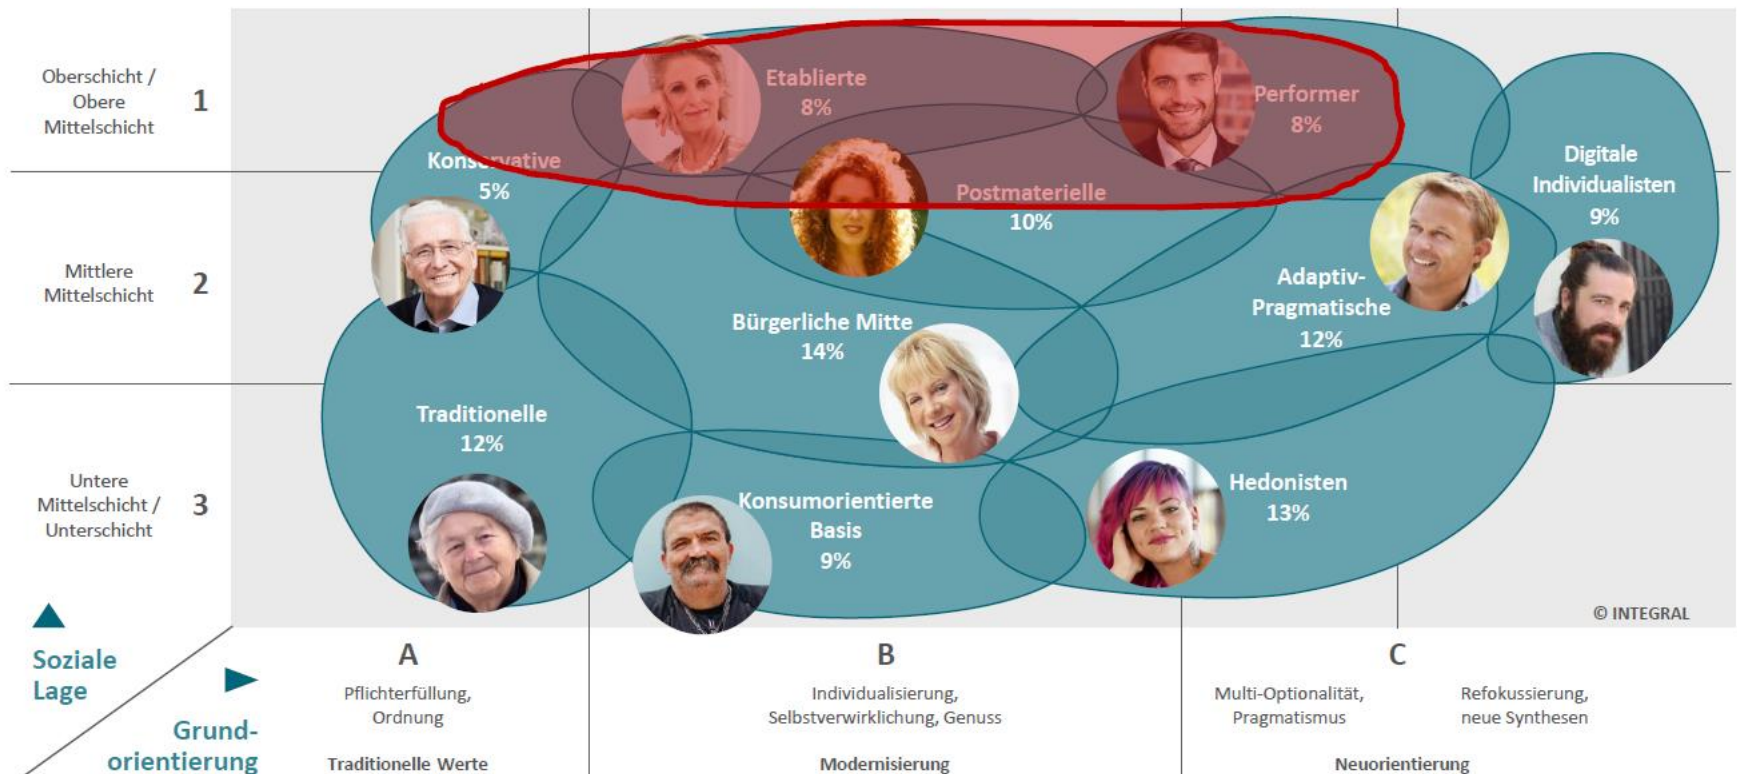 Oberschicht /
Obere
Mittelschicht
1
Etablierte
8%
Performer
8%
Konservative
5%
Postmaterielle
10%
Digitale
Individualisten
9%
Mittlere
Mittelschicht
2
Adaptiv-
Pragmatische
12%
Bürgerliche Mitte
14%
Traditionelle
12%
Untere
Mittelschicht /
Unterschicht
3
Konsumorientierte
Basis
9%
Hedonisten
13%
© INTEGRAL
Soziale
Lage
Grund-
orientierung
A
Pflichterfüllung,
Ordnung
Traditionelle Werte
B
Individualisierung,
Selbstverwirklichung, Genuss
Modernisierung
C
Multi-Optionalität,
Pragmatismus
Refokussierung,
neue Synthesen
Neuorientierung